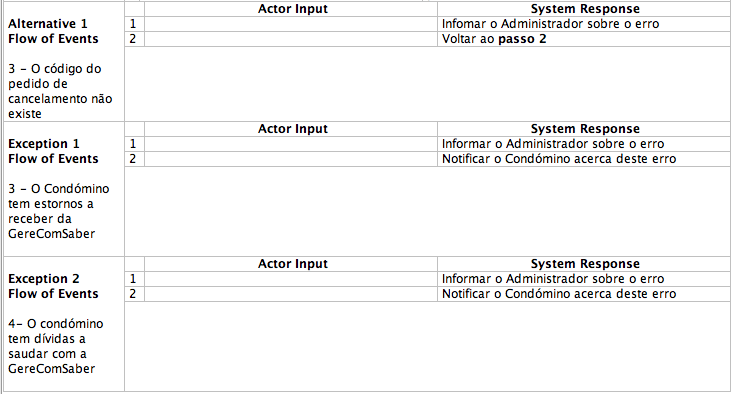 Actor Input System Response
Alternative 1 1 Infomar o Administrador sobre o erro
Flow of Events 2 Voltar ao passo 2
3 - O código do
pedido de
cancelamento não
existe
Actor Input System Response
Exception 1 1 Informar o Administrador sobre o erro
Flow of Events 2 Notificar o Condómino acerca deste erro
3 - O Condómino
tem estornos a
receber da
GereComSaber
Actor Input System Response
Exception 2 1 Informar o Administrador sobre o erro
Flow of Events 2 Notificar o Condómino acerca deste erro
4- O condómino
tem dívidas a
saudar com a
GereComSaber